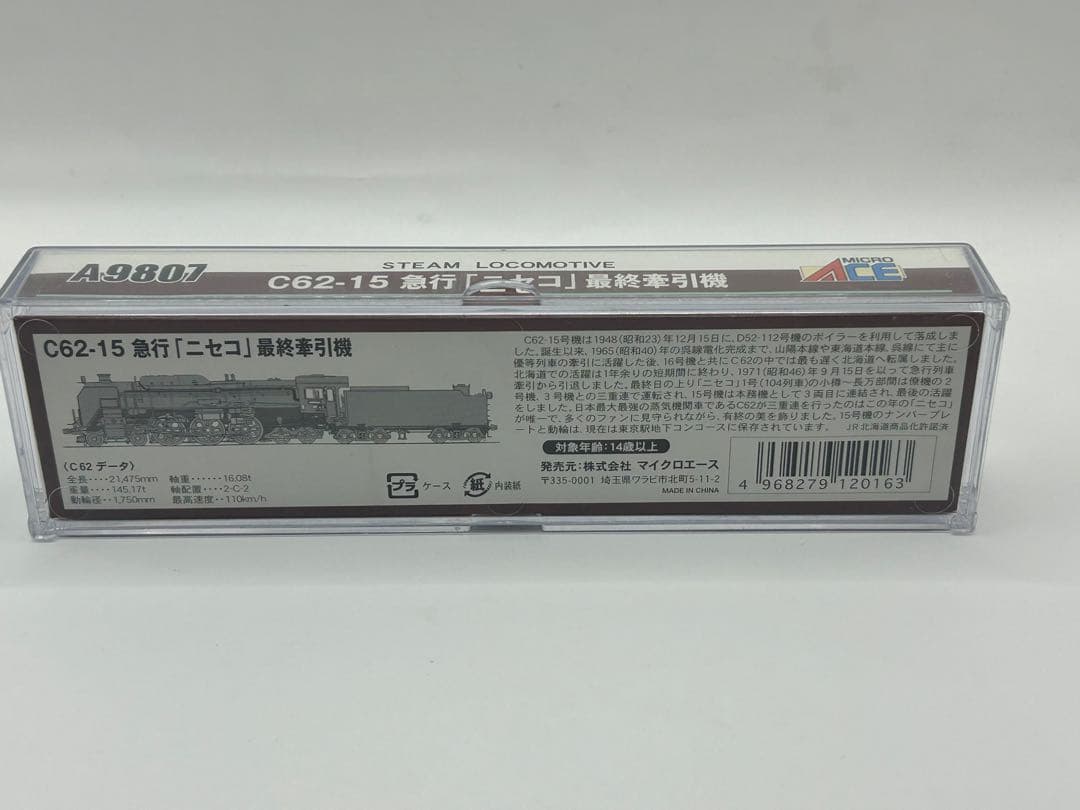 A9807
STEAM LOCOMOTIVE
C62-15 急行「ニセコ」最終牽引機
MICRO
ACE
C62-15 急行「ニセコ」最終牽引機
C62-15号機は1948(昭和23)年12月15日に、D52-112号機のボイラーを利用して落成しま
した。誕生以来、1965(昭和40)年の呉線電化完成まで、山陽本線や東海道本線、呉線にて主に
優等列車の牽引に活躍した後、16号機と共にC62の中では最も遅く北海道へ転属しました。
北海道での活躍は1年余りの短期間に終わり、1971(昭和46)年9月15日を以って急行列車
牽引から引退しました。最終日の上り「ニセコ」1号(104列車)の小樽〜長万部間は僚機の2
号機、3号機との三重連で運転され、15号機は本務機として3両目に連結され、最後の活躍
をしました。日本最大最強の蒸気機関車であるC62が三重連を行ったのはこの年の「ニセコ」
が唯一で、多くのファンに見守られながら、有終の美を飾りました。15号機のナンバープレ
ートと動輪は、現在は東京駅地下コンコースに保存されています。 JR北海道商品化許諾済
〈C62データ〉
全長‥‥21,475mm 軸重‥‥‥16.08t
重量‥‥‥145.17t 軸配置‥‥2-C-2
動輪径‥‥1,750mm 最高速度‥‥110km/h
プラ ケース 紙 内装紙
対象年齢:14歳以上
発売元:株式会社 マイクロエース
〒335-0001 埼玉県ワラビ市北町5-11-2
MADE IN CHINA
4 968279 120163